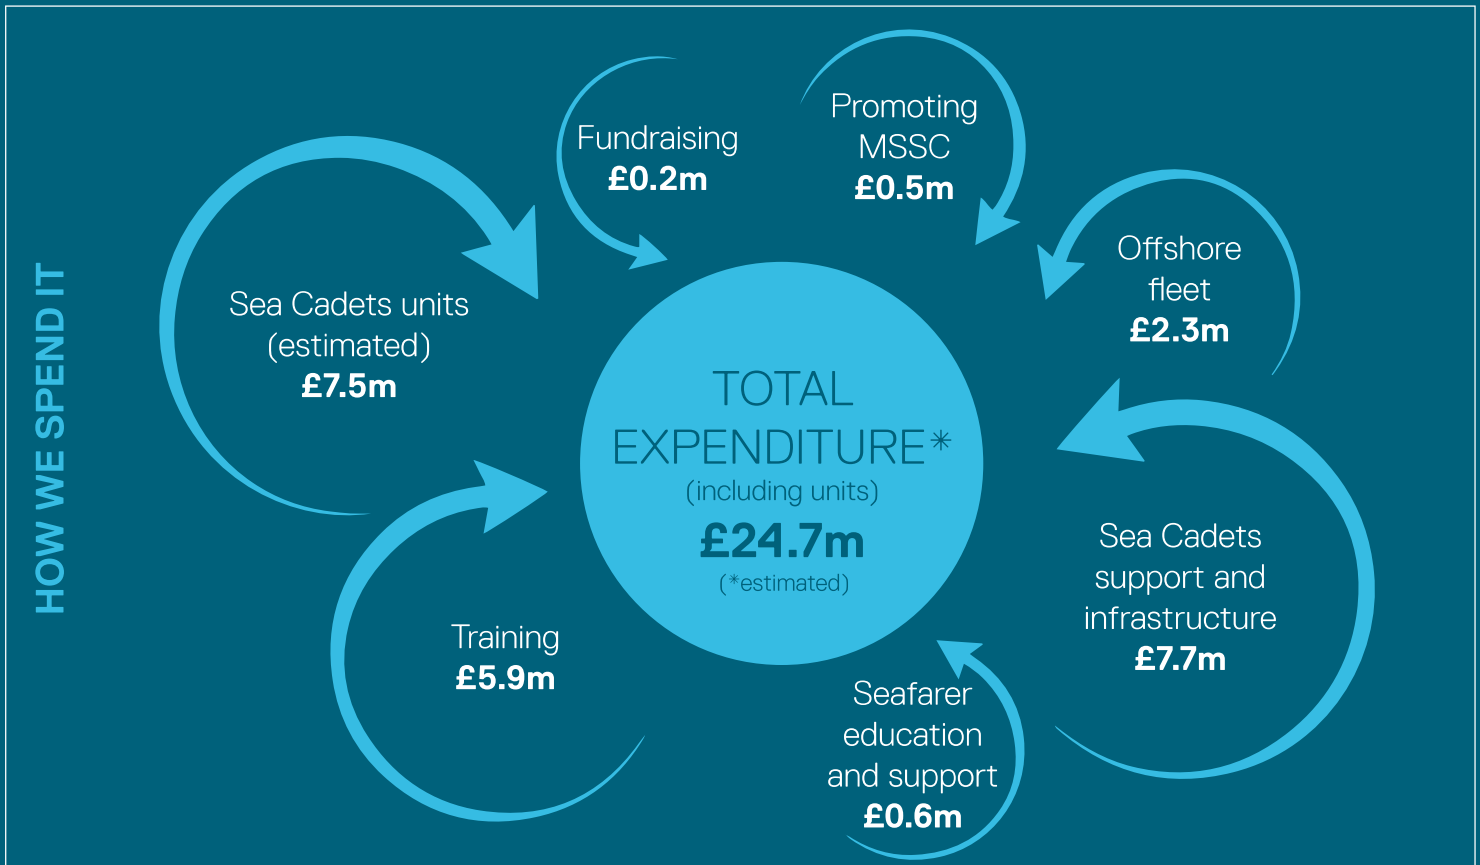 HOW WE SPEND IT
Fundraising
£0.2m
Promoting
MSSC
£0.5m
Offshore
fleet
£2.3m
Sea Cadets units
(estimated)
£7.5m
TOTAL
EXPENDITURE*
(including units)
£24.7m
(*estimated)
Sea Cadets
support and
infrastructure
£7.7m
Training
£5.9m
Seafarer
education
and support
£0.6m